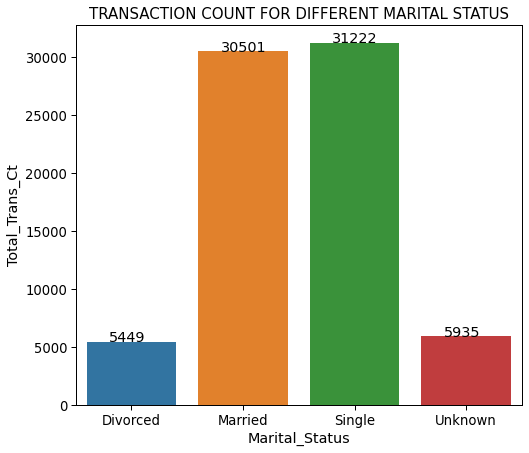 TRANSACTION COUNT FOR DIFFERENT MARITAL STATUS
Total_Trans_Ct
30000
25000
20000
15000
10000
5000
0
5449
30501
31222
5935
Divorced
Married
Single
Unknown
Marital_Status